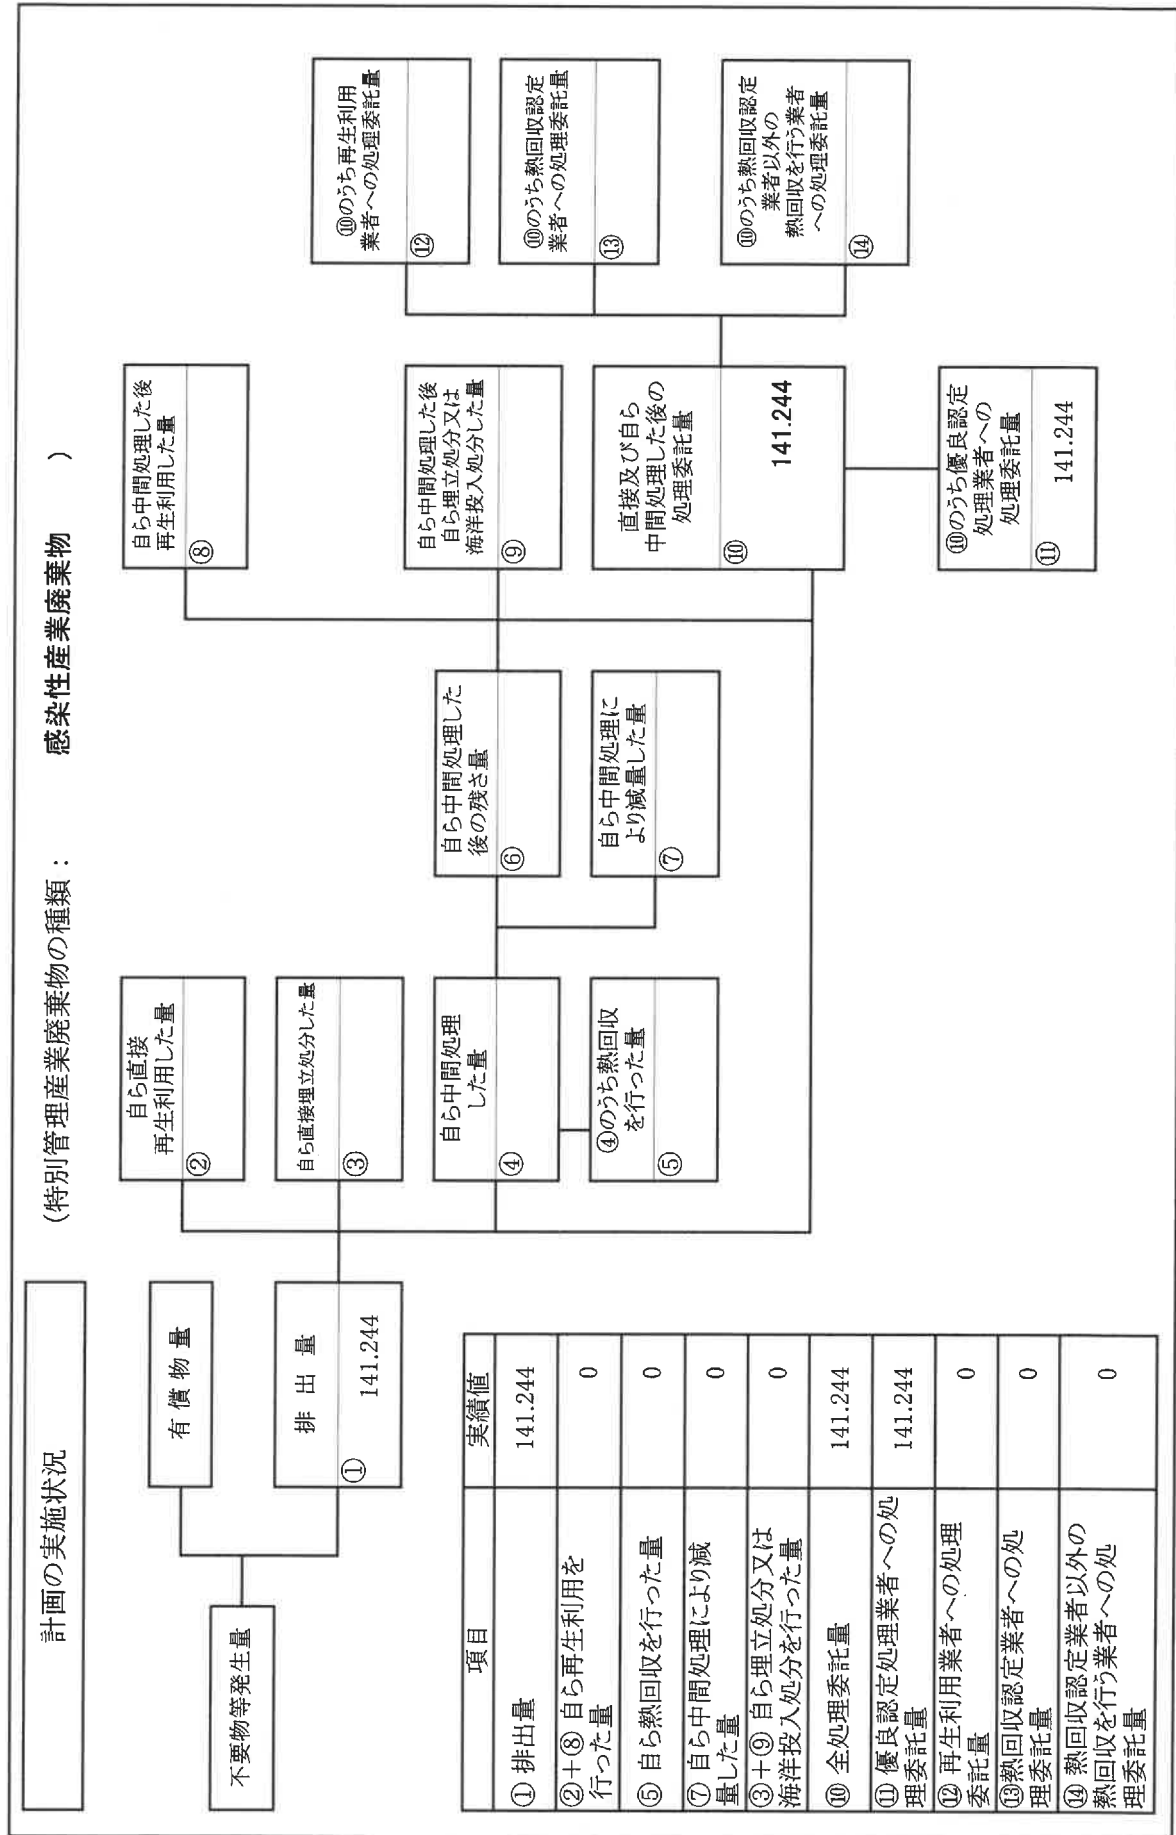 計画の実施状況
(特別管理産業廃棄物の種類: 感染性産業廃棄物 )
不要物等発生量
有償物量
排出量
①
141.244
自ら直接
再生利用した量
②
自ら直接埋立処分した量
③
自ら中間処理
した量
④
④のうち熱回収
を行った量
⑤
自ら中間処理した
後の残さ量
⑥
自ら中間処理に
より減量した量
⑦
自ら中間処理した後
再生利用した量
⑧
自ら中間処理した後
自ら埋立処分又は
海洋投入処分した量
⑨
直接及び自ら
中間処理した後の
処理委託量
⑩
141.244
⑩のうち優良認定
処理業者への
処理委託量
⑪
141.244
⑩のうち再生利用
業者への処理委託量
⑫
⑩のうち熱回収認定
業者への処理委託量
⑬
⑩のうち熱回収認定
業者以外の
熱回収を行う業者
への処理委託量
⑭
項目 実績値
① 排出量 141.244
②+⑧ 自ら再生利用を
行った量 0
⑤ 自ら熱回収を行った量 0
⑦ 自ら中間処理により減
量した量 0
③+⑨ 自ら埋立処分又は
海洋投入処分を行った量 0
⑩ 全処理委託量 141.244
⑪ 優良認定処理業者への処
理委託量 141.244
⑫ 再生利用業者への処理
委託量 0
⑬熱回収認定業者への処
理委託量 0
⑭ 熱回収認定業者以外の
熱回収を行う業者への処
理委託量 0